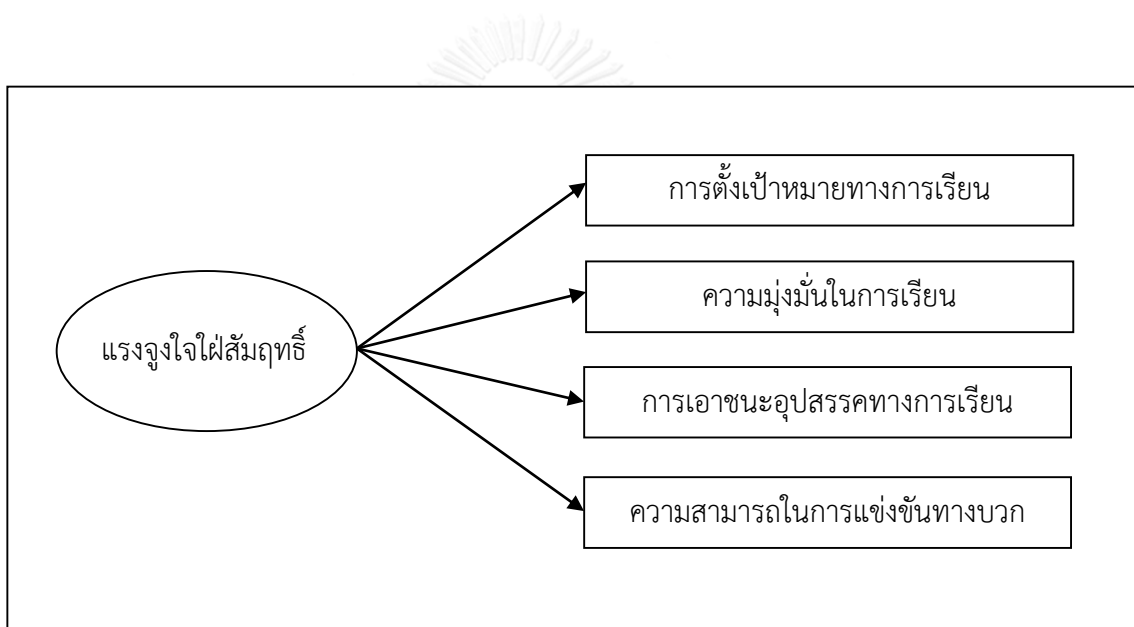 การตั้งเป้าหมายทางการเรียน
ความมุ่งมั่นในการเรียน
แรงจูงใจใฝ่สัมฤทธิ์
การเอาชนะอุปสรรคทางการเรียน
ความสามารถในการแข่งขันทางบวก